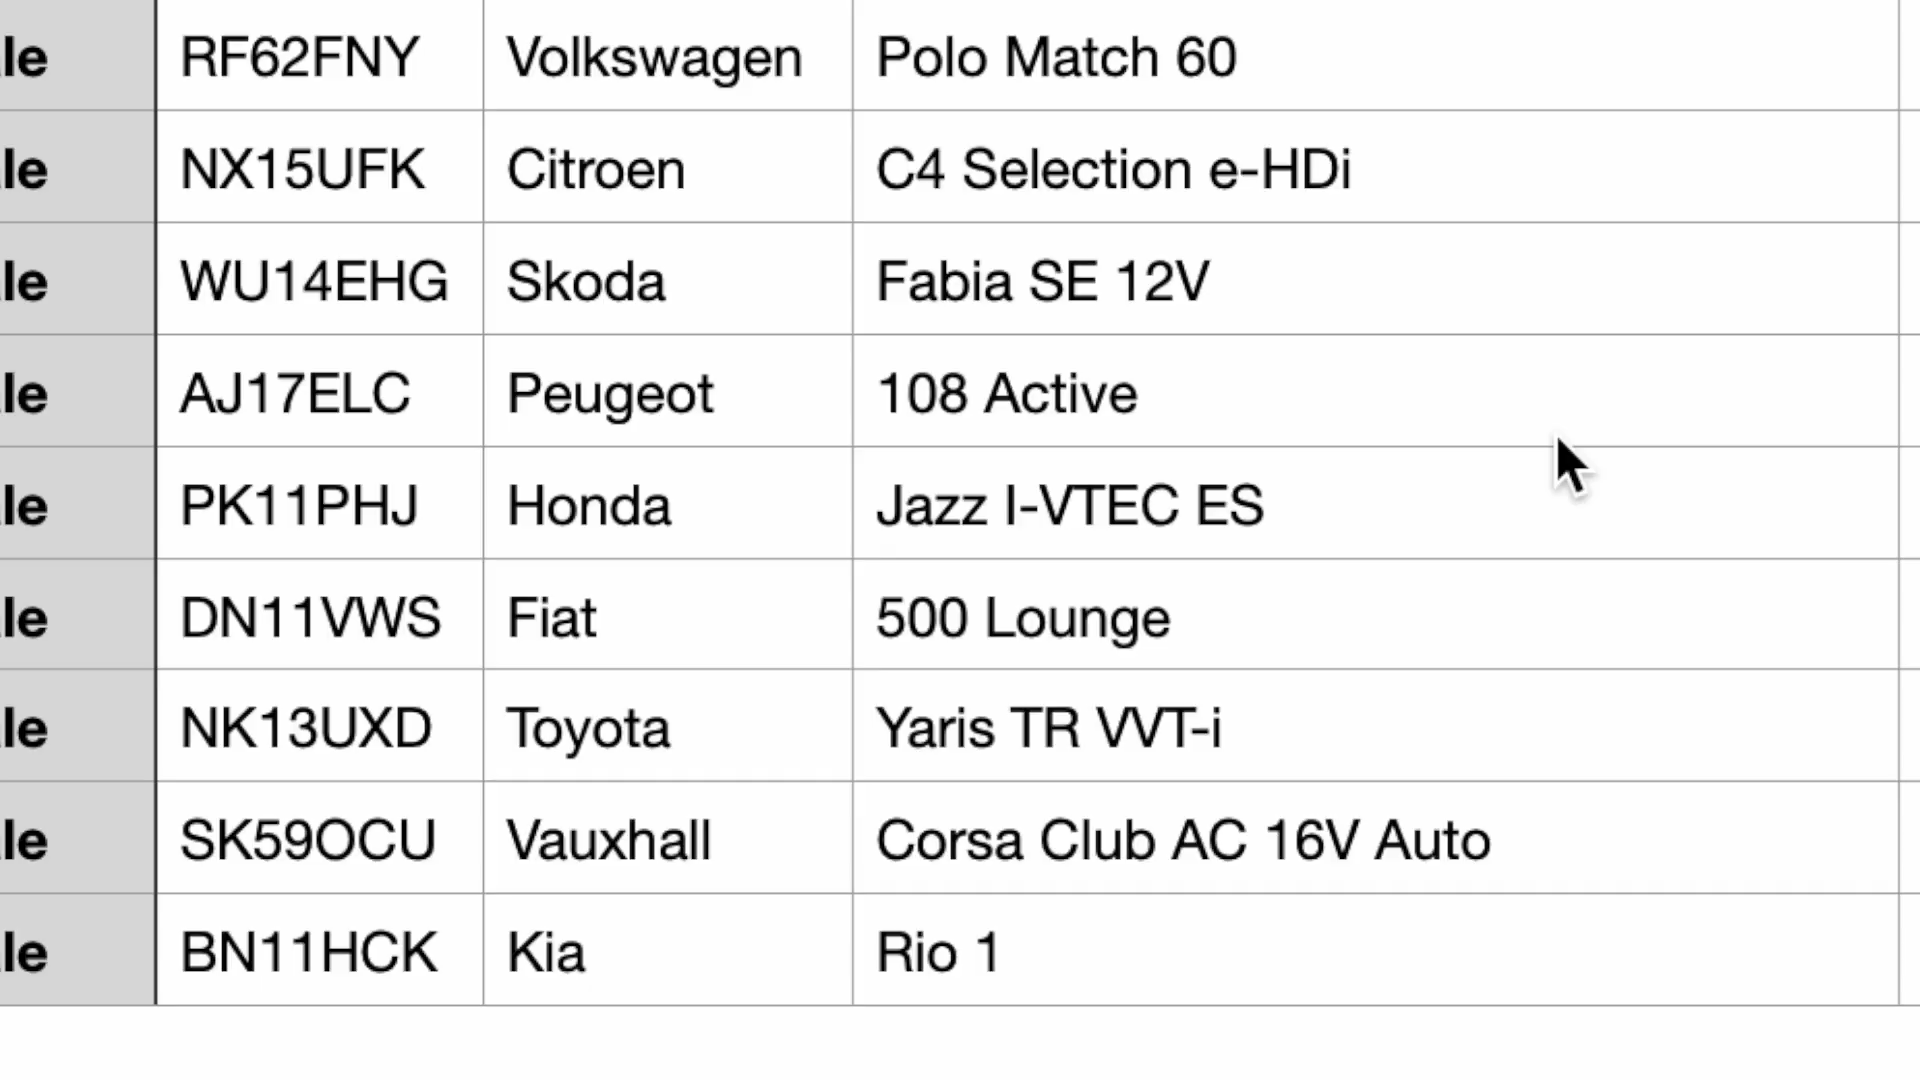 le RF62FNY Volkswagen Polo Match 60
le NX15UFK Citroen C4 Selection e-HDi
le WU14EHG Skoda Fabia SE 12V
le AJ17ELC Peugeot 108 Active
le PK11PHJ Honda Jazz I-VTEC ES
le DN11VWS Fiat 500 Lounge
le NK13UXD Toyota Yaris TR VVT-i
le SK59OCU Vauxhall Corsa Club AC 16V Auto
le BN11HCK Kia Rio 1